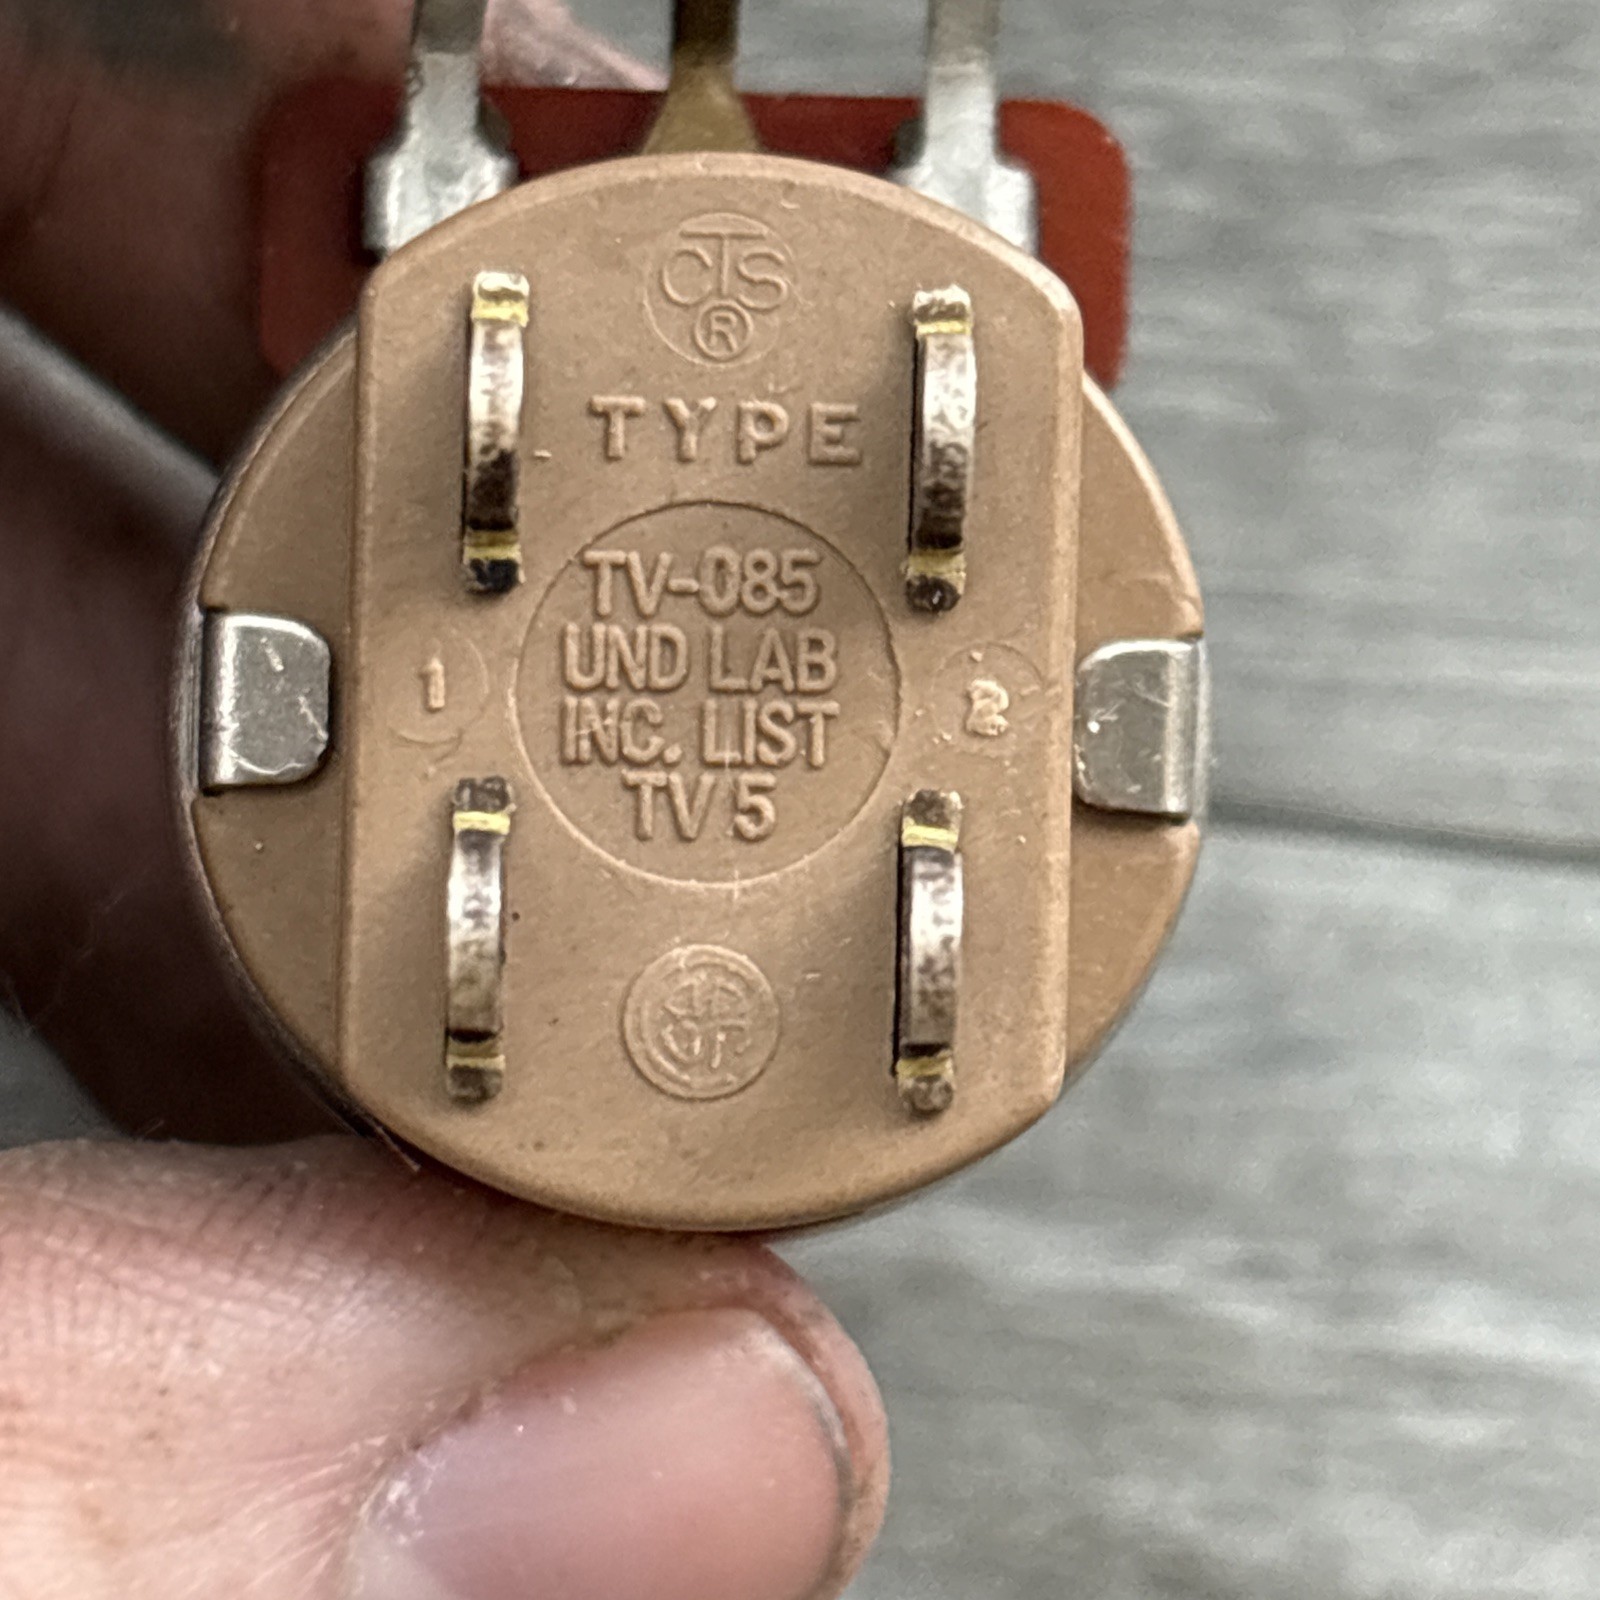 CTS
®
TYPE
TV-085
UND LAB
1
2
INC. LIST
TV 5